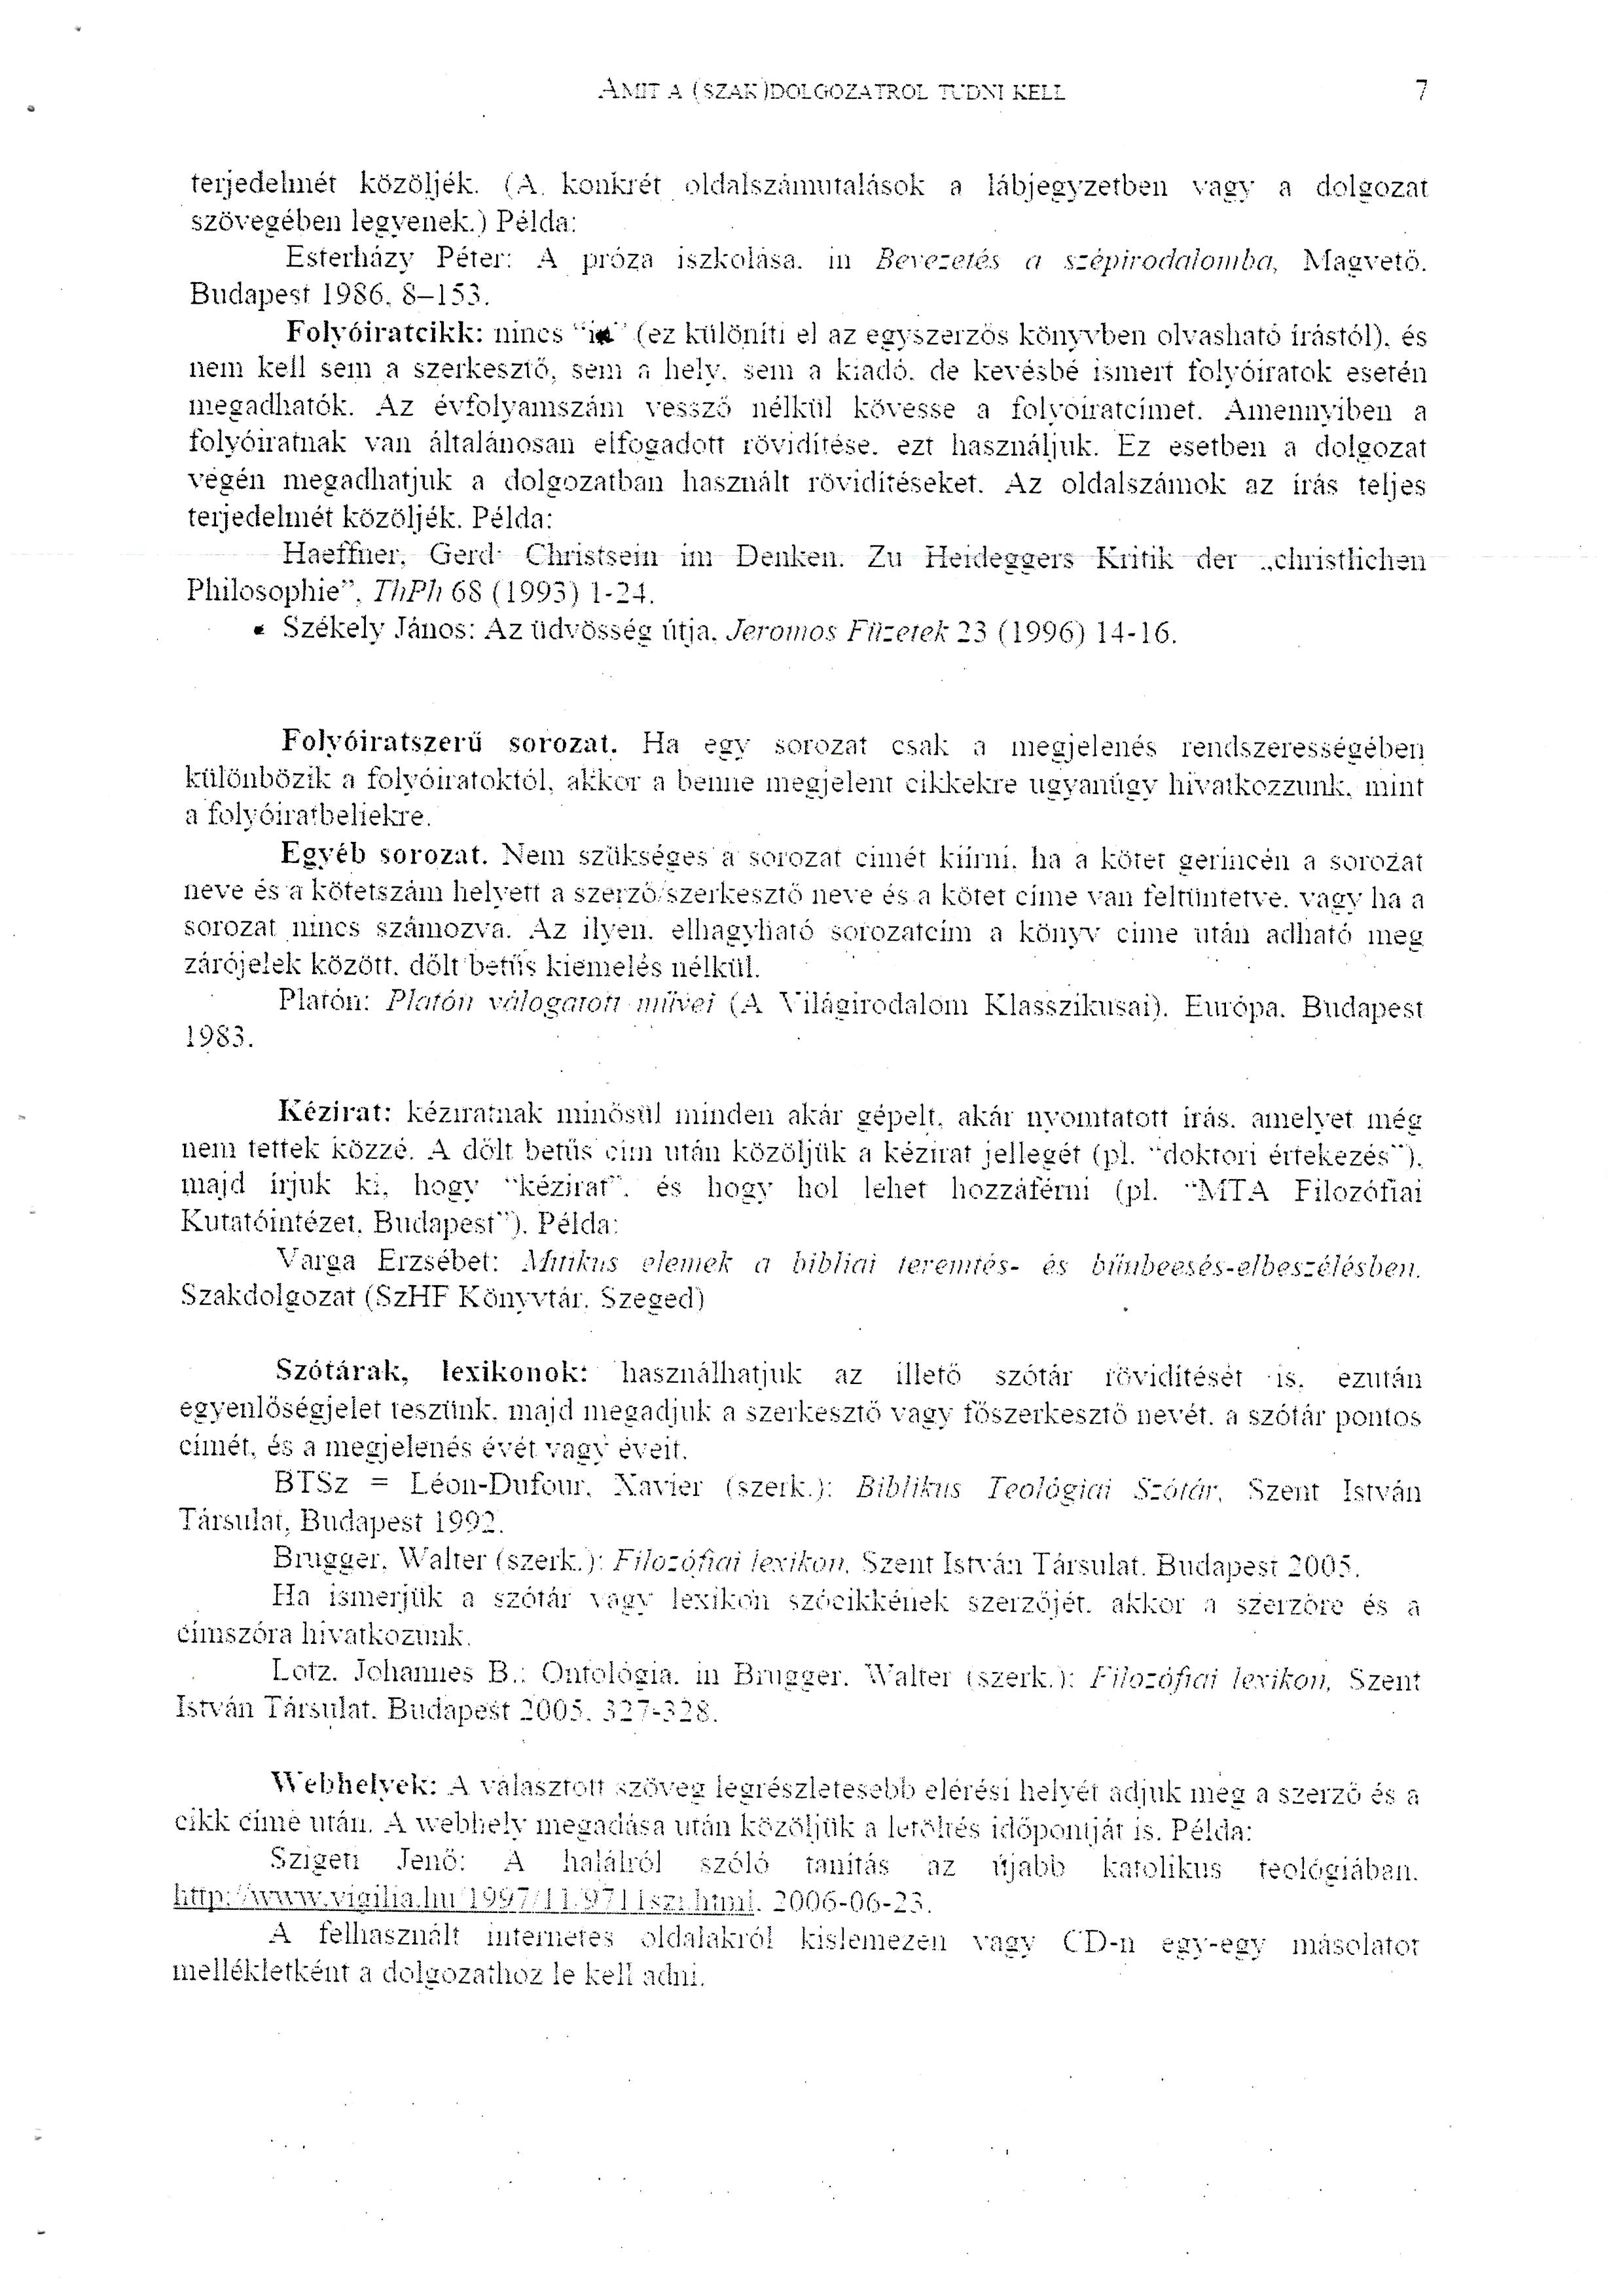 AMIT A (SZAK)DOLGOZATROL TUDNI KELL 7
terjedelmét közöljék. (A konkrét oldalszámutalások a lábjegyzetben vagy a dolgozat
szövegében legyenek.) Példa:
Esterházy Péter: A próza iszkolása. in Bevezetés a szépirodalomba, Magvető.
Budapest 1986. 8–153.
Folyóiratcikk: nincs (ez különíti el az egyszerzős könyvben olvasható írástól). és
nem kell sem a szerkesztő, sem a hely. sem a kiadó. de kevésbé ismert folyóiratok esetén
megadhatók. Az évfolyamszám vessző nélkül kövesse a folyóiratcímet. Amennyiben a
folyóiratnak van általánosan elfogadott rövidítése. ezt használjuk. Ez esetben a dolgozat
végén megadhatjuk a dolgozatban használt rövidítéseket. Az oldalszámok az írás teljes
terjedelmét közöljék. Példa:
Haeffner, Gerd: Christsein im Denken. Zu Heideggers Kritik der „christlichen
Philosophie”, ThPh 68 (1993) 1-24.
Székely János: Az üdvösség útja. Jeromos Füzetek 23 (1996) 14-16.
Folyóiratszerű sorozat. Ha egy sorozat csak a megjelenés rendszerességében
különbözik a folyóiratoktól, akkor a benne megjelent cikkekre ugyanúgy hivatkozzunk, mint
a folyóiratbeliekre.
Egyéb sorozat. Nem szükséges a sorozat címét kiírni. ha a kötet gerincén a sorozat
neve és a kötetszám helyett a szerző/szerkesztő neve és a kötet címe van feltüntetve. vagy ha a
sorozat nincs számozva. Az ilyen. elhagyható sorozatcím a könyv címe után adható meg
zárójelek között. dőlt betűs kiemelés nélkül.
Platón: Platón válogatott művei (A Világirodalom Klasszikusai). Európa. Budapest
1983.
Kézirat: kéziratnak minősül minden akár gépelt, akár nyomtatott írás. amelyet még
nem tettek közzé. A dőlt betűs cím után közöljük a kézirat jellegét (pl. “doktori értekezés”).
majd írjuk ki, hogy “kézirat”. és hogy hol lehet hozzáférni (pl. “MTA Filozófiai
Kutatóintézet. Budapest”). Példa:
Varga Erzsébet: Mitikus elemek a bibliai teremtés- és bűnbeesés-elbeszélésben.
Szakdolgozat (SzHF Könyvtár. Szeged)
Szótárak, lexikonok: használhatjuk az illető szótár rövidítését is. ezután
egyenlőségjelet teszünk. majd megadjuk a szerkesztő vagy főszerkesztő nevét. a szótár pontos
címét, és a megjelenés évét vagy éveit.
BTSz = Léon-Dufour, Xavier (szerk.): Biblikus Teológiai Szótár, Szent István
Társulat, Budapest 1992.
Brugger, Walter (szerk.): Filozófiai lexikon. Szent István Társulat. Budapest 2005.
Ha ismerjük a szótár vagy lexikon szócikkének szerzőjét. akkor a szerzőre és a
címszóra hivatkozunk.
Lotz. Johannes B.: Ontológia. in Brugger. Walter (szerk.): Filozófiai lexikon, Szent
István Társulat. Budapest 2005. 327-328.
Webhelyek: A választott szöveg legrészletesebb elérési helyét adjuk meg a szerző és a
cikk címe után. A webhely megadása után közöljük a letöltés időpontját is. Példa:
Szigeti Jenő: A halálról szóló tanítás az újabb katolikus teológiában.
http://www.vigilia.hu/1997/11/9711szi.html. 2006-06-23.
A felhasznált internetes oldalakról kislemezen vagy CD-n egy-egy másolatot
mellékletként a dolgozathoz le kell adni.